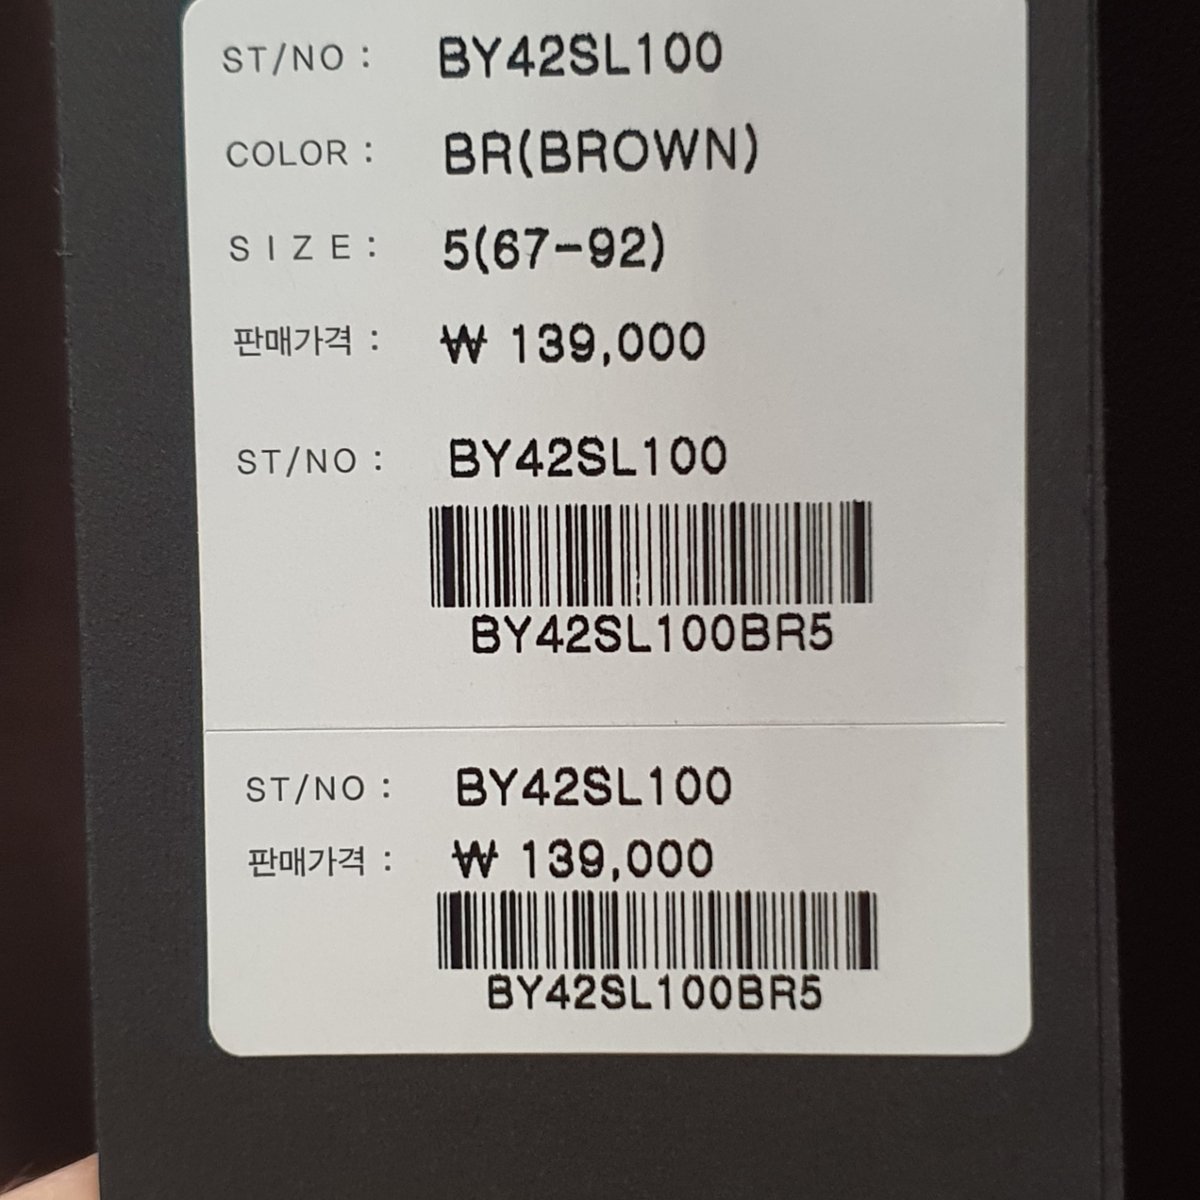 ST/NO : BY42SL100
COLOR : BR(BROWN)
SIZE : 5(67-92)
판매가격 : ₩ 139,000
ST/NO : BY42SL100
BY42SL100BR5
ST/NO : BY42SL100
판매가격 : ₩ 139,000
BY42SL100BR5